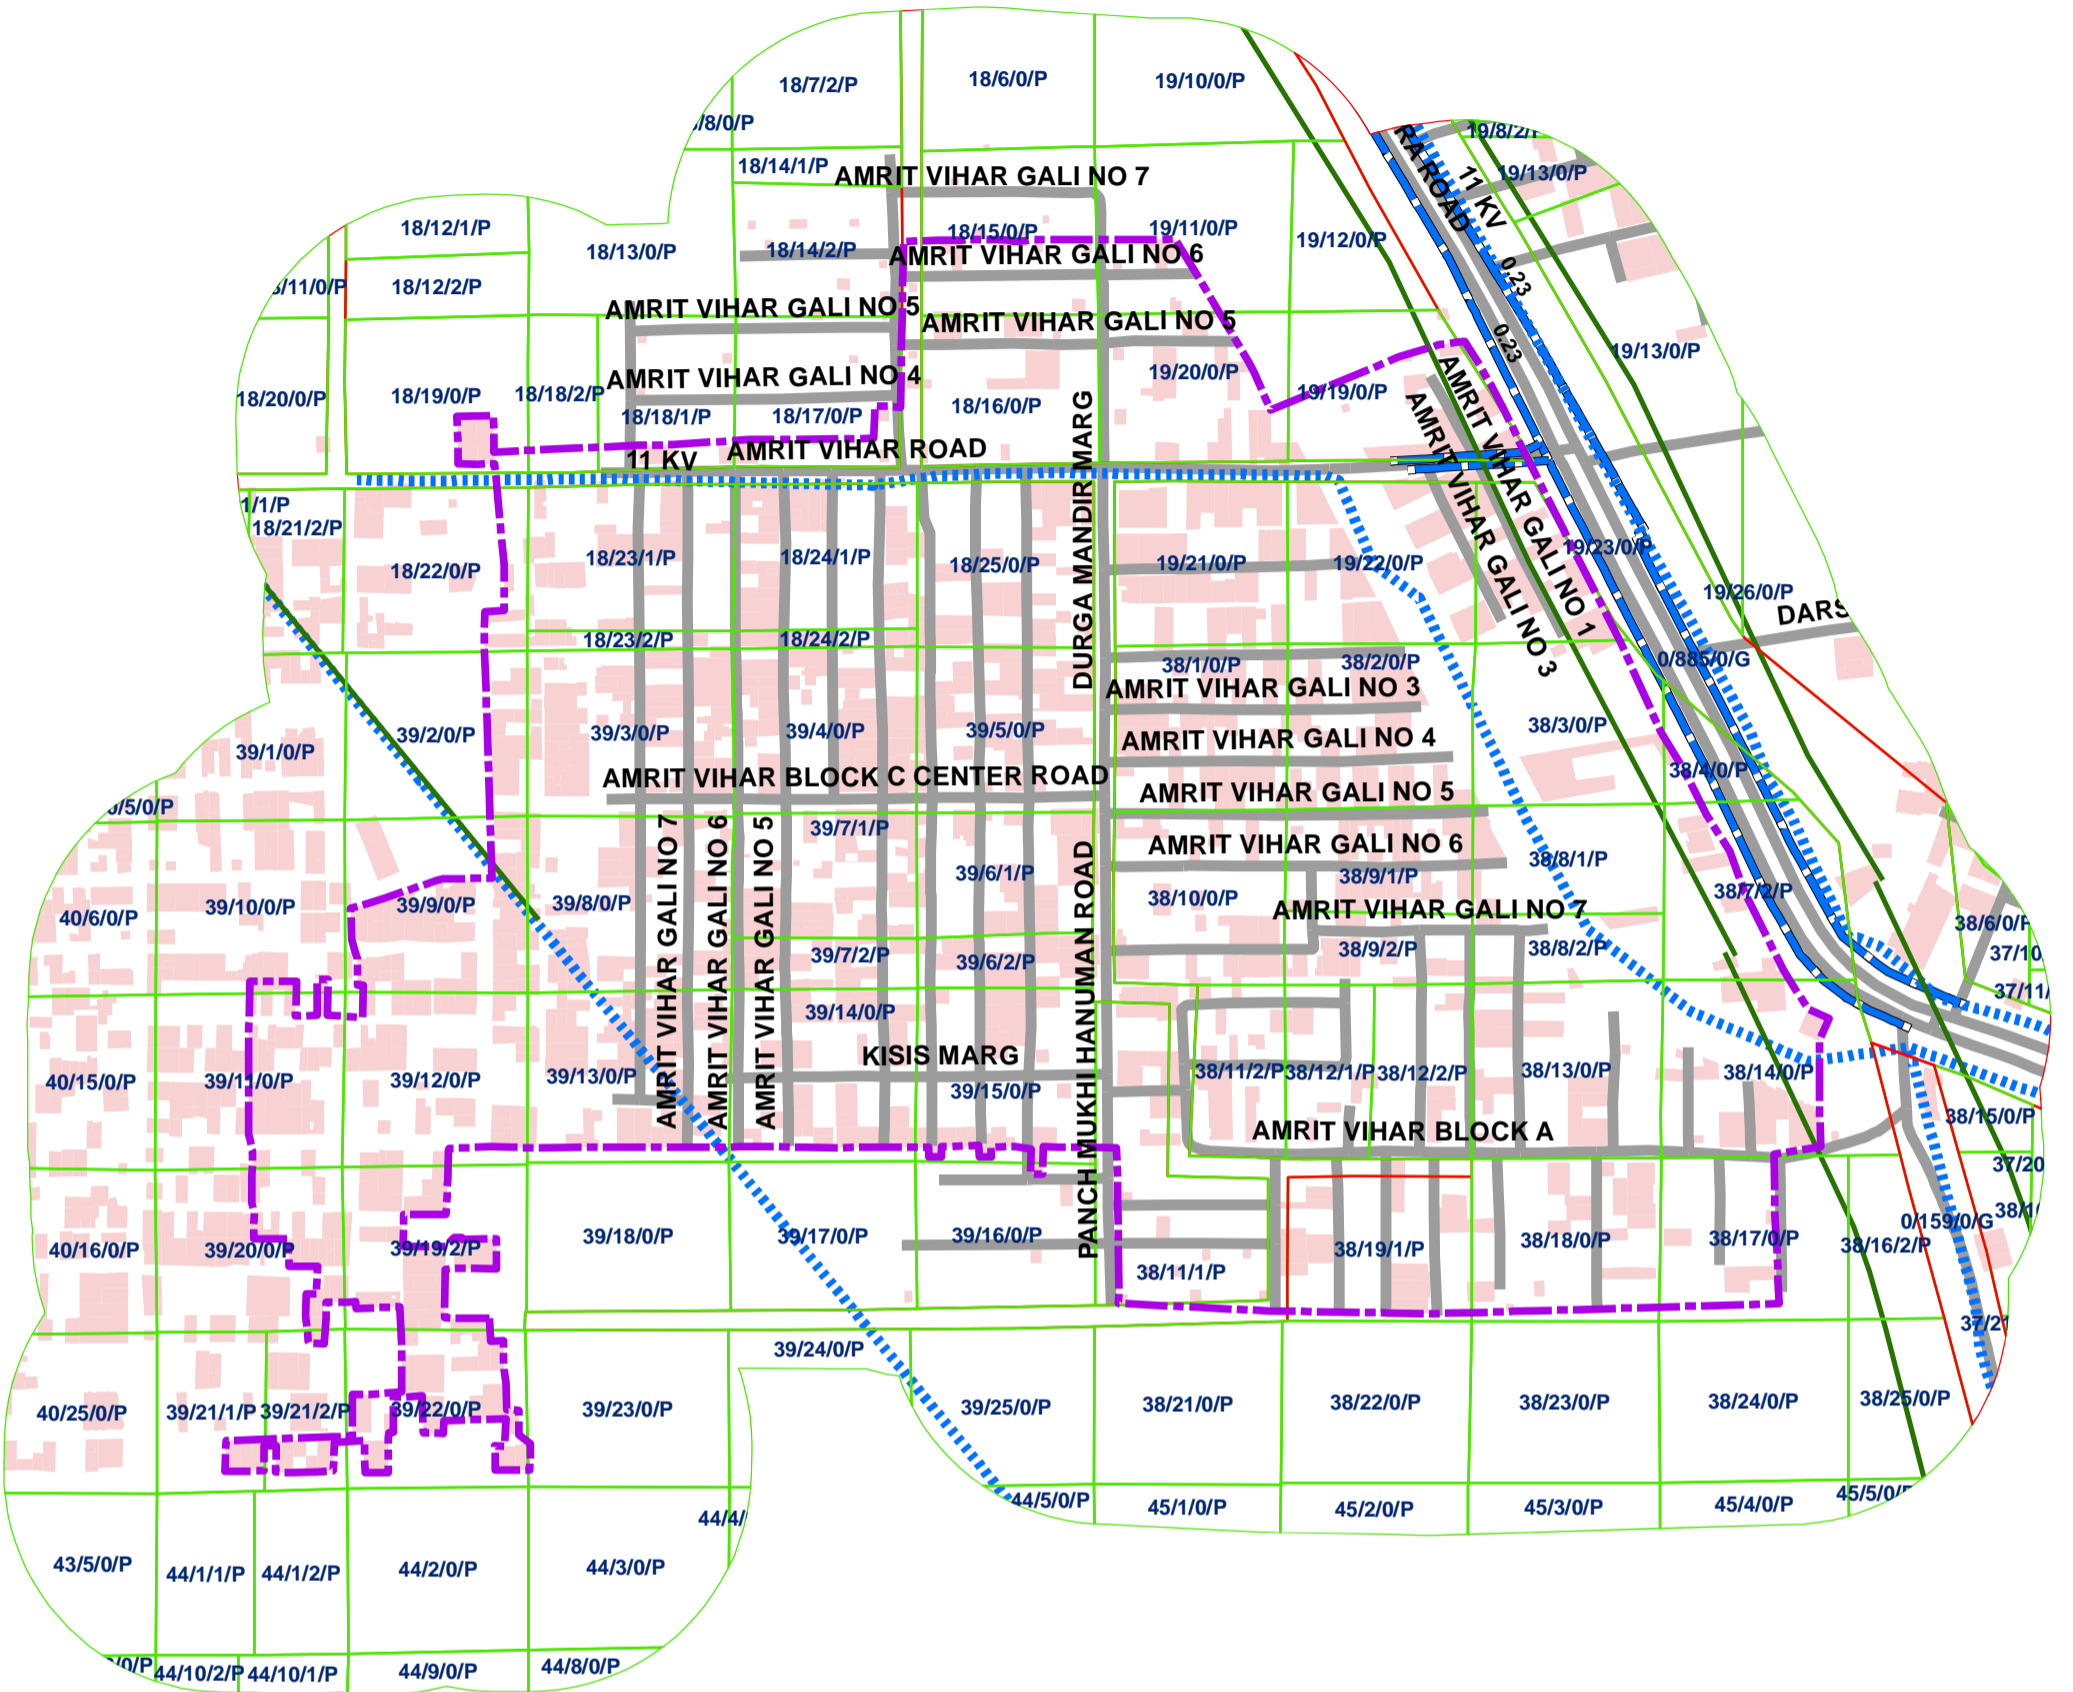 18/7/2/P
18/6/0/P
19/10/0/P
/8/0/P
18/14/1/P
AMRIT VIHAR GALI NO 7
RA ROAD
11 KV
19/13/0/P
18/12/1/P
18/13/0/P
18/14/2/P
18/15/0/P
19/11/0/P
19/12/0/P
AMRIT VIHAR GALI NO 6
/11/0/P
18/12/2/P
0.23
AMRIT VIHAR GALI NO 5
AMRIT VIHAR GALI NO 5
0.23
19/13/0/P
18/20/0/P
18/19/0/P
18/18/2/P
AMRIT VIHAR GALI NO 4
18/18/1/P
18/17/0/P
18/16/0/P
19/20/0/P
19/19/0/P
11 KV
AMRIT VIHAR ROAD
DURGA MANDIR MARG
AMRIT VIHAR GALI NO 3
AMRIT VIHAR GALI NO 1
1/1/P
18/21/2/P
18/22/0/P
18/23/1/P
18/24/1/P
18/25/0/P
19/21/0/P
19/22/0/P
19/23/0/P
19/26/0/P
DARS
18/23/2/P
18/24/2/P
38/1/0/P
38/2/0/P
0/885/0/G
AMRIT VIHAR GALI NO 3
39/1/0/P
39/2/0/P
39/3/0/P
39/4/0/P
39/5/0/P
38/3/0/P
AMRIT VIHAR GALI NO 4
38/4/0/P
AMRIT VIHAR BLOCK C CENTER ROAD
AMRIT VIHAR GALI NO 5
/5/0/P
39/7/1/P
AMRIT VIHAR GALI NO 6
38/8/1/P
39/6/1/P
38/9/1/P
40/6/0/P
39/10/0/P
39/9/0/P
39/8/0/P
38/10/0/P
AMRIT VIHAR GALI NO 7
38/7/2/P
38/6/0/P
AMRIT VIHAR GALI NO 7
AMRIT VIHAR GALI NO 6
AMRIT VIHAR GALI NO 5
39/7/2/P
39/6/2/P
38/9/2/P
38/8/2/P
37/10
37/11/
39/14/0/P
PANCH MUKHI HANUMAN ROAD
KISIS MARG
40/15/0/P
39/11/0/P
39/12/0/P
39/13/0/P
39/15/0/P
38/11/2/P
38/12/1/P
38/12/2/P
38/13/0/P
38/14/0/P
38/15/0/P
AMRIT VIHAR BLOCK A
37/20
40/16/0/P
39/20/0/P
39/19/2/P
39/18/0/P
39/17/0/P
39/16/0/P
38/11/1/P
38/19/1/P
38/18/0/P
38/17/0/P
38/16/2/P
0/159/0/G
37/21
39/24/0/P
40/25/0/P
39/21/1/P
39/21/2/P
39/22/0/P
39/23/0/P
39/25/0/P
38/21/0/P
38/22/0/P
38/23/0/P
38/24/0/P
38/25/0/P
44/4/
44/5/0/P
45/1/0/P
45/2/0/P
45/3/0/P
45/4/0/P
45/5/0/P
43/5/0/P
44/1/1/P
44/1/2/P
44/2/0/P
44/3/0/P
/0/P
44/10/2/P
44/10/1/P
44/9/0/P
44/8/0/P